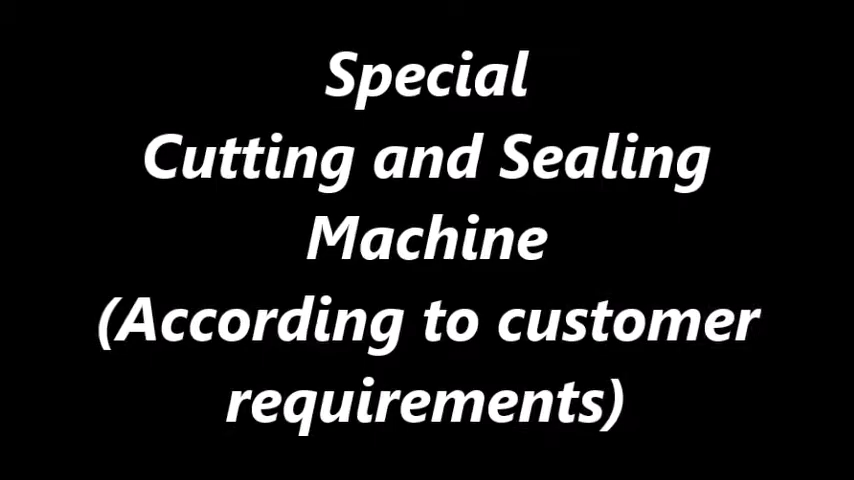 Special
Cutting and Sealing
Machine
(According to customer
requirements)